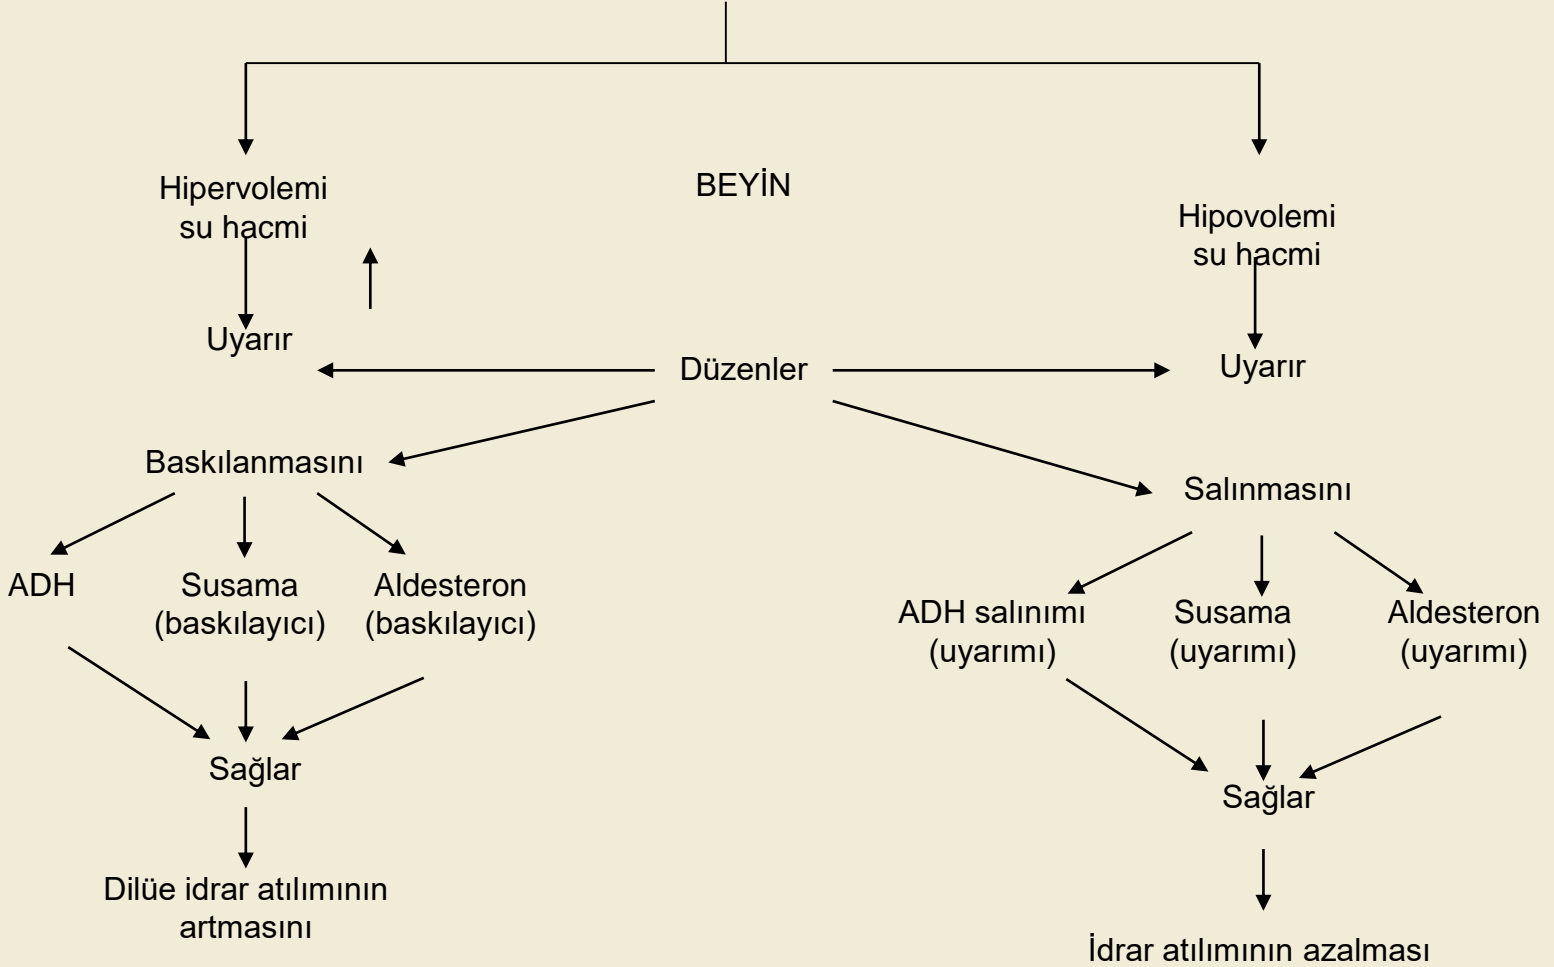 BEYİN
Hipervolemi
su hacmi
Hipovolemi
su hacmi
Uyarır
Düzenler
Uyarır
Baskılanmasını
Salınmasını
ADH
Susama
(baskılayıcı)
Aldesteron
(baskılayıcı)
ADH salınımı
(uyarımı)
Susama
(uyarımı)
Aldesteron
(uyarımı)
Sağlar
Sağlar
Dilüe idrar atılımının
artmasını
İdrar atılımının azalması